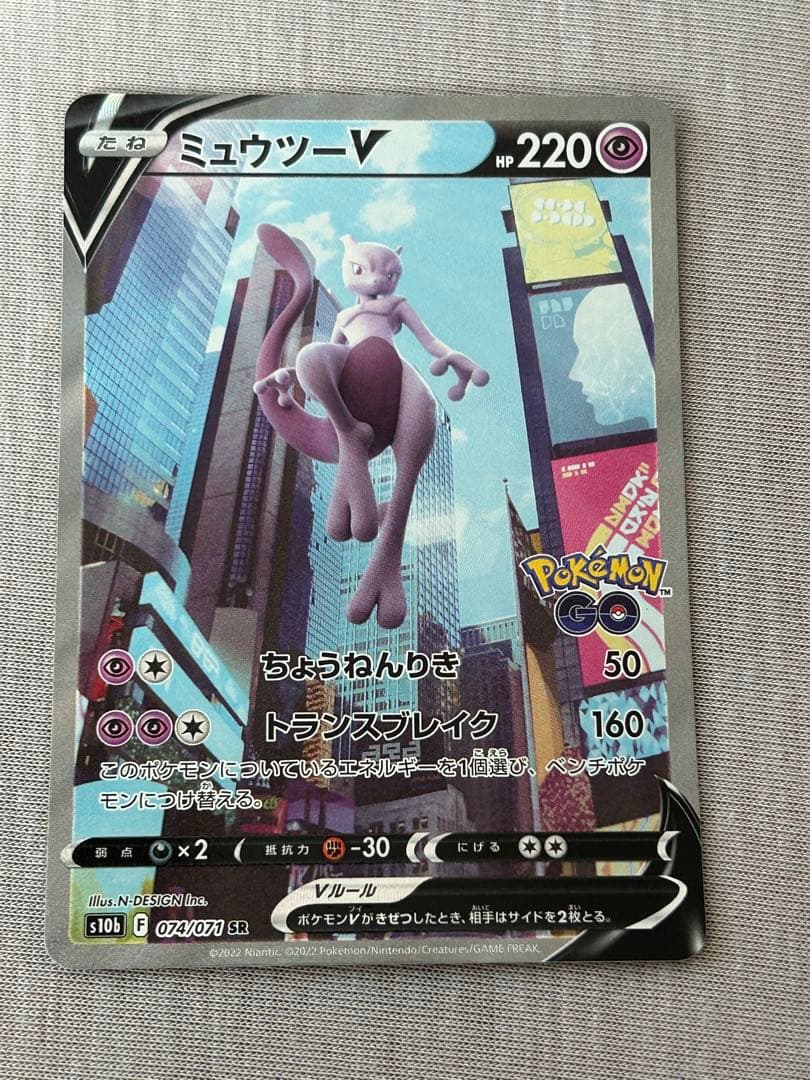 たね ミュウツーV HP 220
Pokémon
GO
ちょうねんりき 50
トランスブレイク 160
このポケモンについているエネルギーを1個選び、ベンチポケ
モンにつけ替える。
弱点 ×2 抵抗力 -30 にげる
Illus. N-DESIGN Inc.
Vルール
ポケモンVがきぜつしたとき、相手はサイドを2枚とる。
s10b F 074/071 SR
©2022 Niantic. ©2022 Pokémon/Nintendo/Creatures/GAME FREAK.